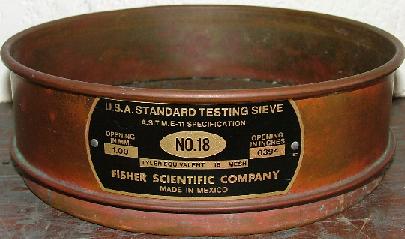 U.S.A. STANDARD TESTING SIEVE
A.S.T.M. E-11 SPECIFICATION
OPENING IN MM
1.00
NO.18
OPENING IN INCHES
.0394
TYLER EQUIVALENT 16 MESH
FISHER SCIENTIFIC COMPANY
MADE IN MEXICO